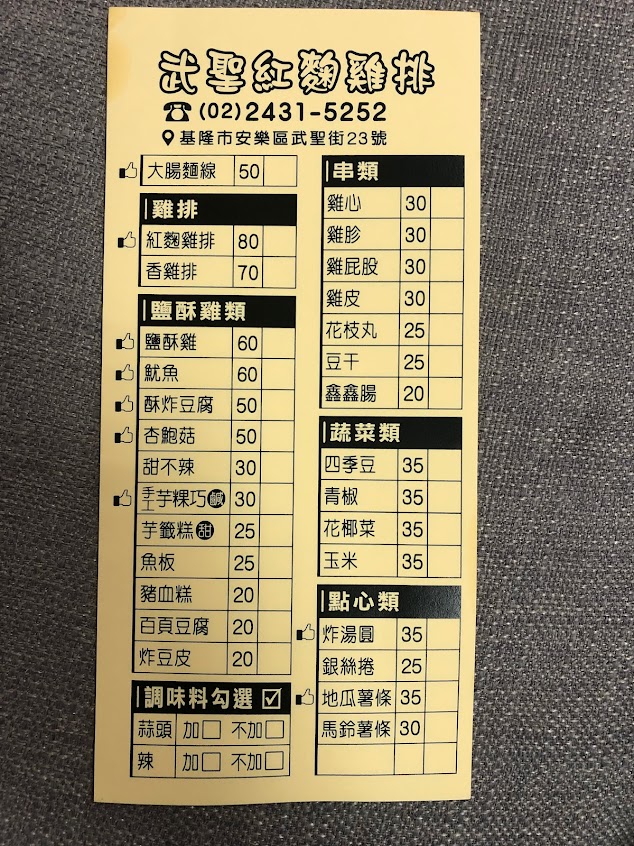 武聖紅麴雞排
(02)2431-5252
基隆市安樂區武聖街23號
大腸麵線 50
雞排
紅麴雞排 80
香雞排 70
鹽酥雞類
鹽酥雞 60
魷魚 60
酥炸豆腐 50
杏鮑菇 50
甜不辣 30
手工芋粿巧鹹 30
芋籤糕甜 25
魚板 25
豬血糕 20
百頁豆腐 20
炸豆皮 20
調味料勾選
蒜頭 加 不加
辣 加 不加
串類
雞心 30
雞胗 30
雞屁股 30
雞皮 30
花枝丸 25
豆干 25
鑫鑫腸 20
蔬菜類
四季豆 35
青椒 35
花椰菜 35
玉米 35
點心類
炸湯圓 35
銀絲捲 25
地瓜薯條 35
馬鈴薯條 30